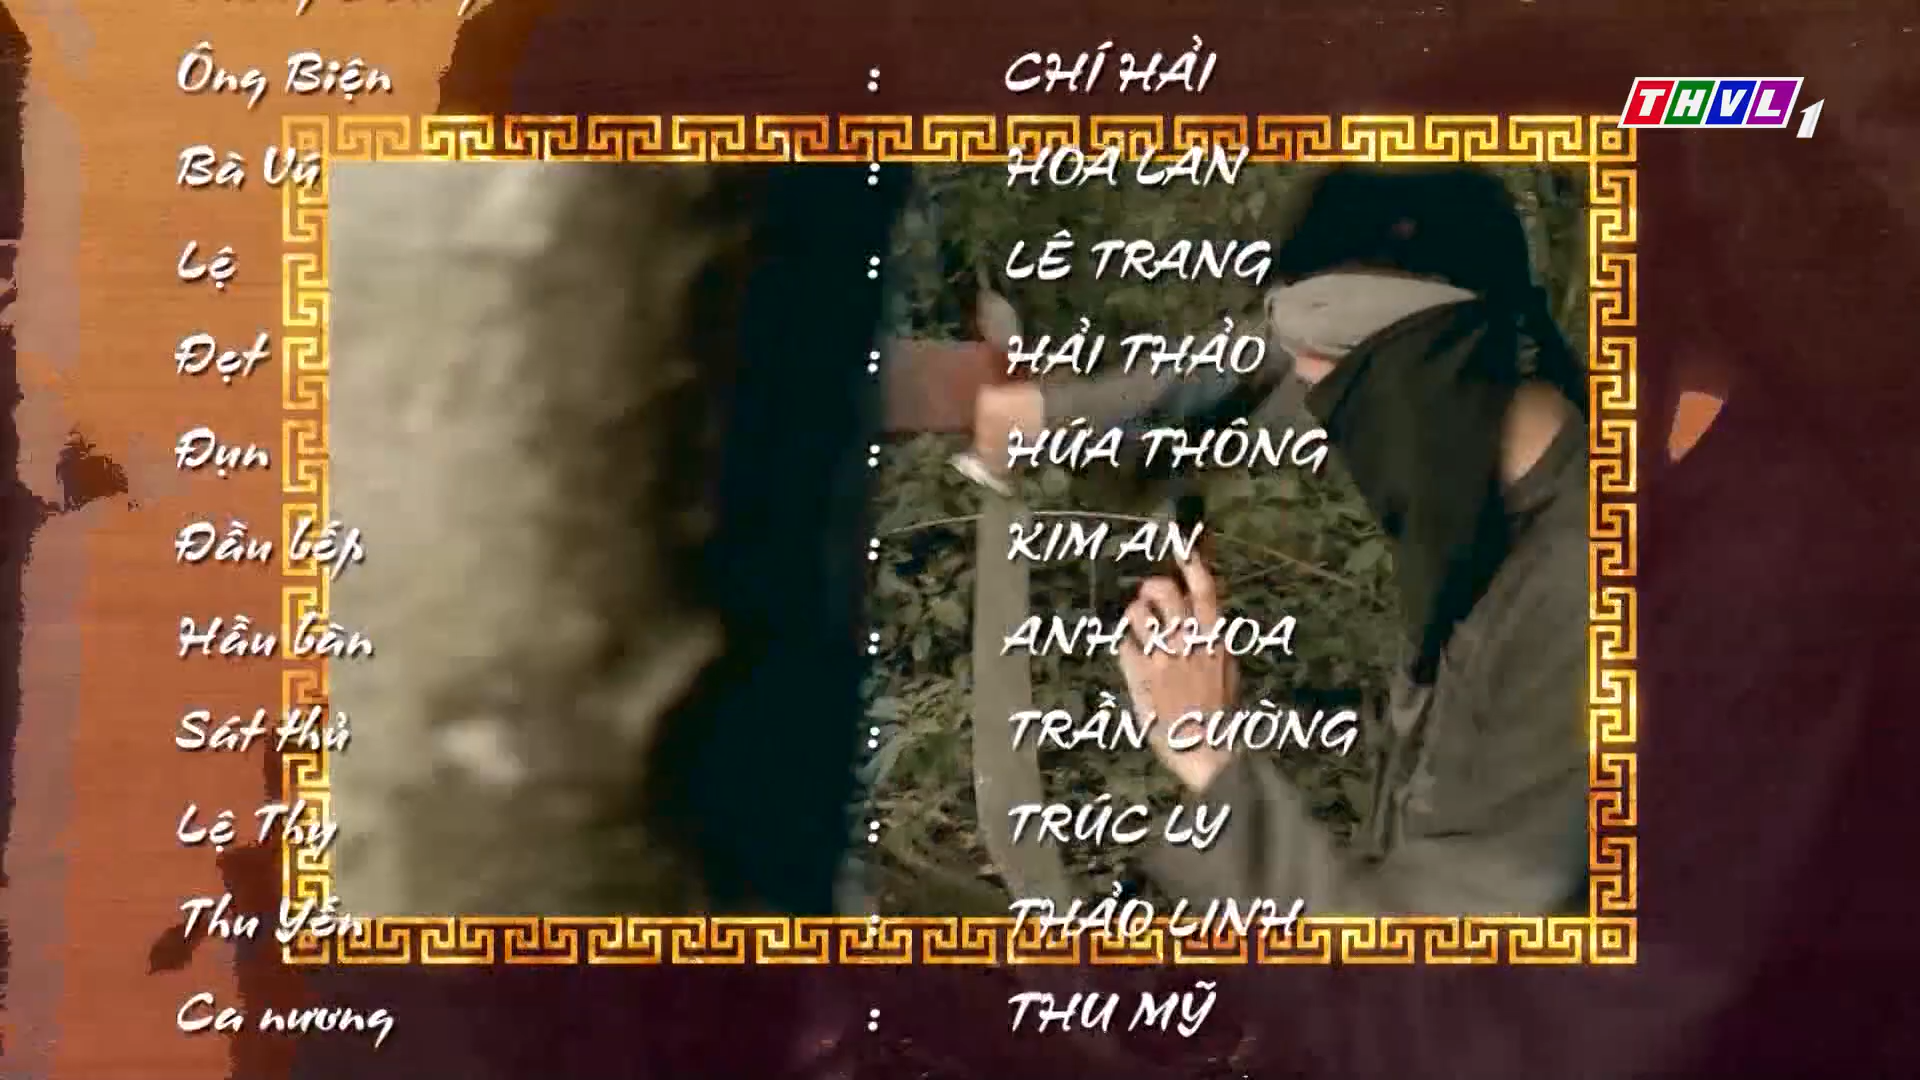 Ông Biện : CHÍ HẢI
THVL 1
Bà Vú : HOA LAN
Lệ : LÊ TRANG
Đẹt : HẢI THẢO
Đụn : HỨA THÔNG
Đầu bếp : KIM AN
Hầu bàn : ANH KHOA
Sát thủ : TRẦN CƯỜNG
Lệ Thy : TRÚC LY
Thu Yến : THẢO LINH
Ca nương : THU MỸ